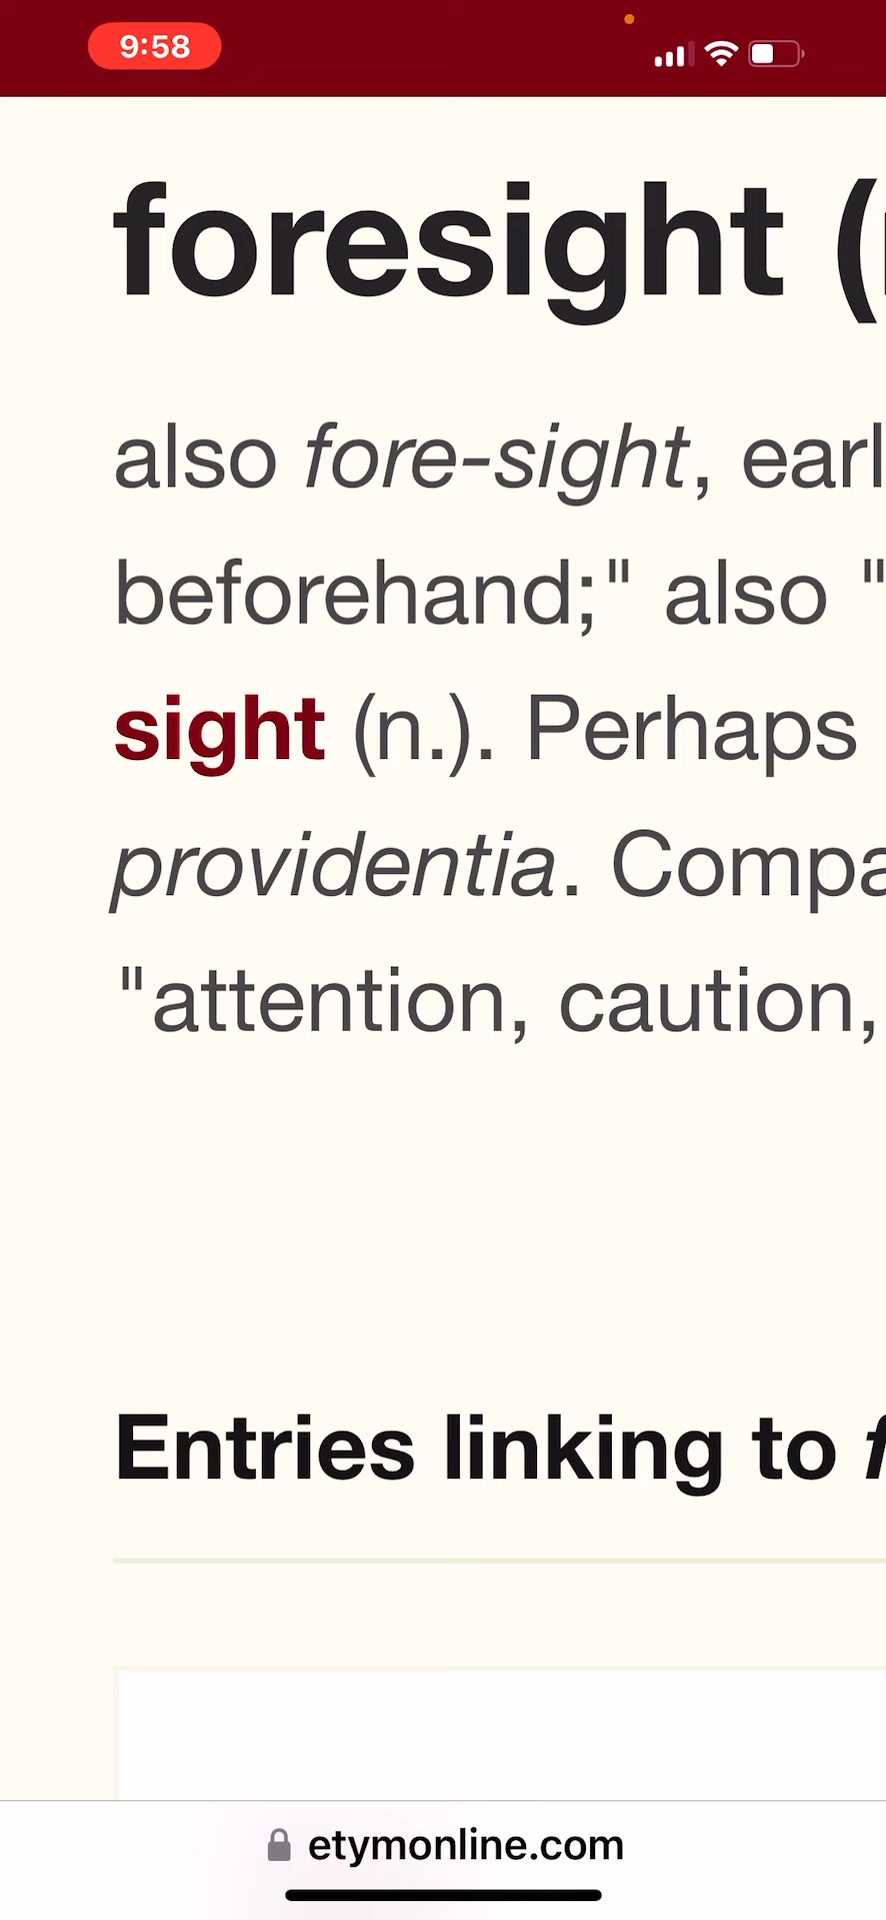 9:58
foresight (
also fore-sight, earl
beforehand;" also "
sight (n.). Perhaps
providentia. Compa
"attention, caution,
Entries linking to f
etymonline.com